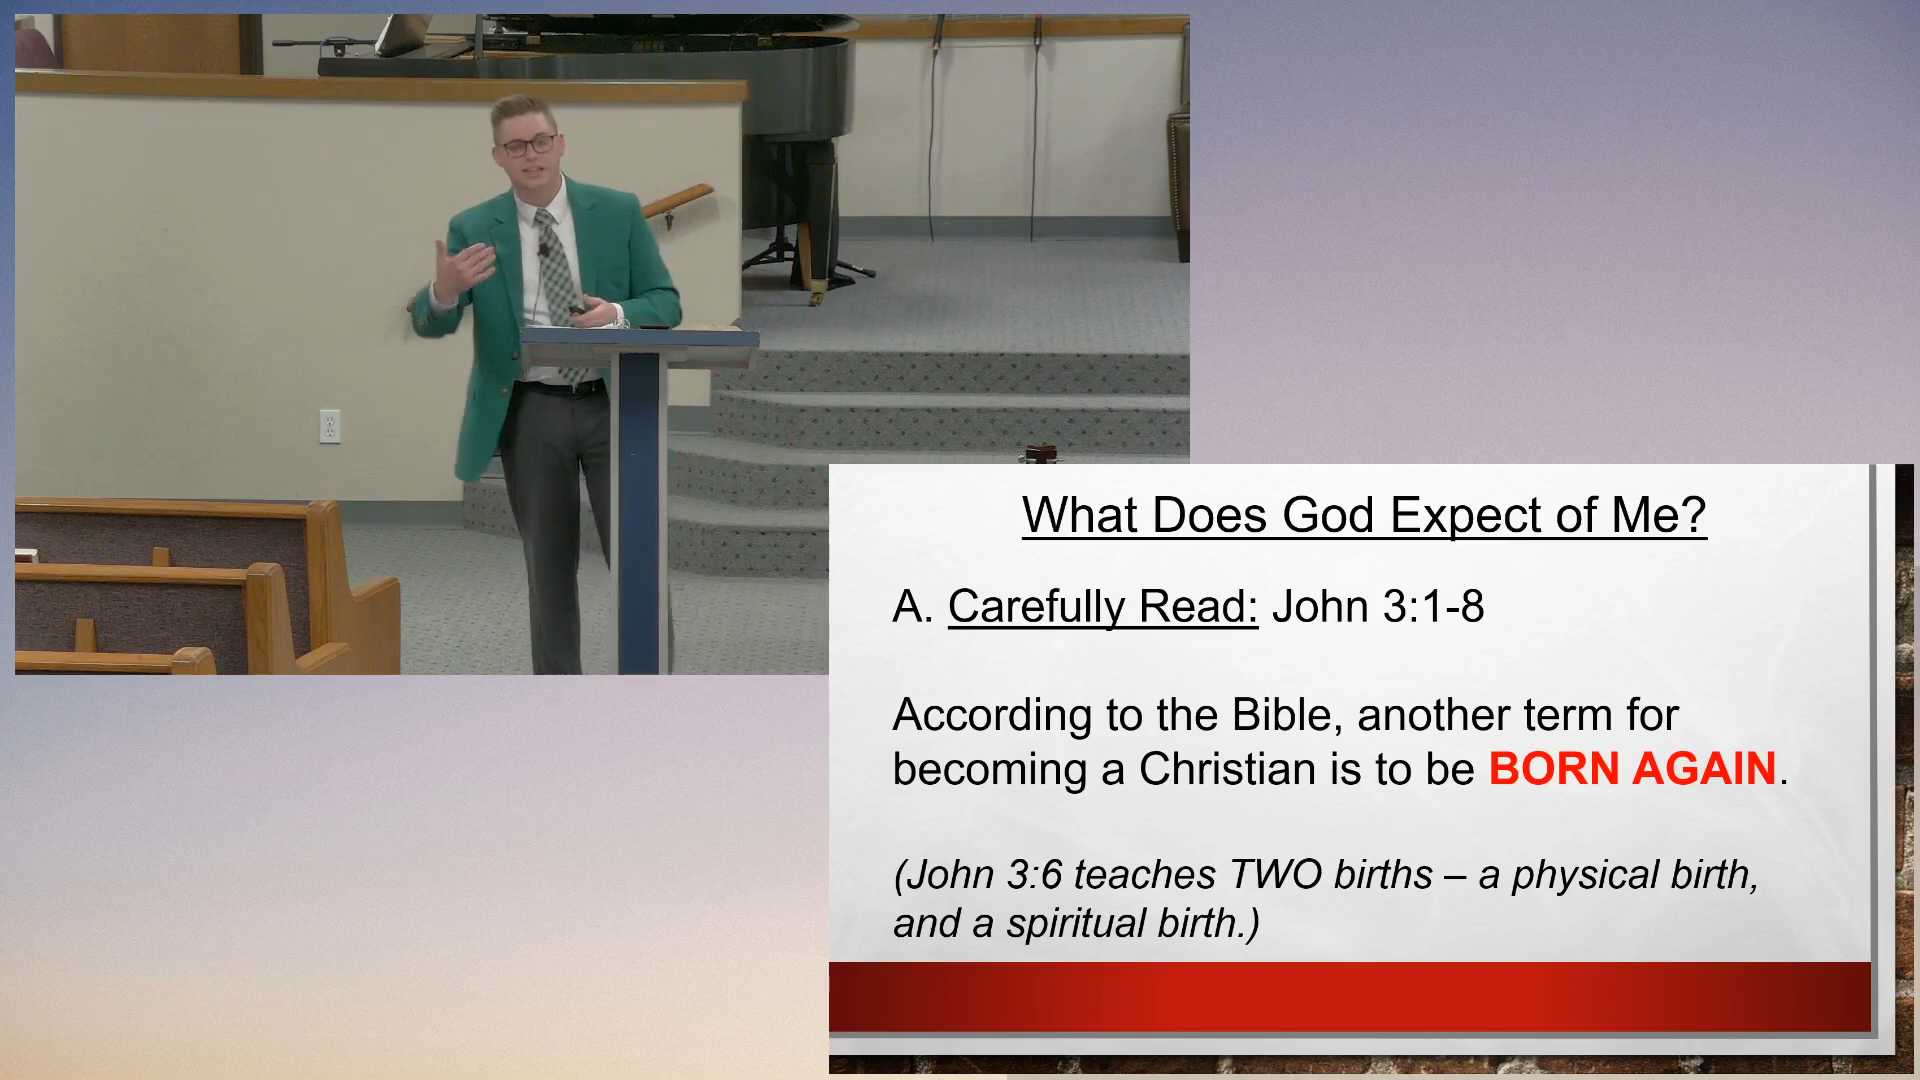 What Does God Expect of Me?
A. Carefully Read: John 3:1-8
According to the Bible, another term for
becoming a Christian is to be BORN AGAIN.
(John 3:6 teaches TWO births – a physical birth,
and a spiritual birth.)